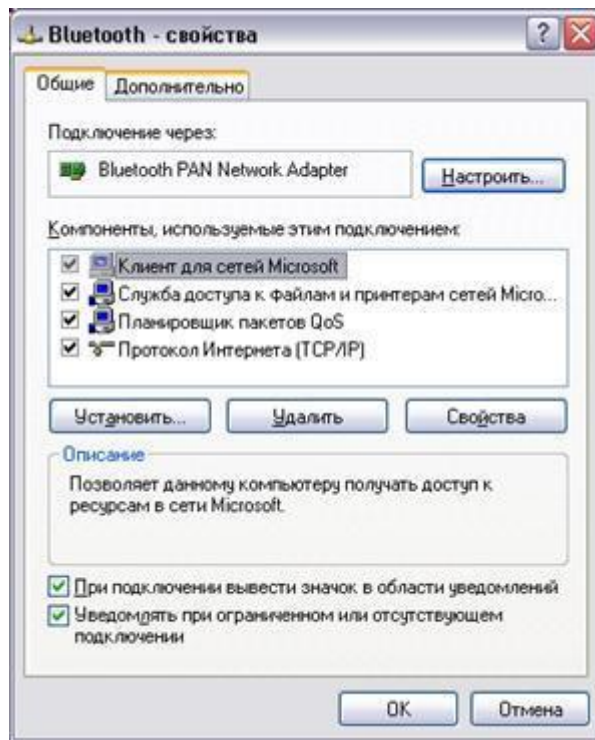 Bluetooth - свойства
Общие Дополнительно
Подключение через:
Bluetooth PAN Network Adapter Настроить...
Компоненты, используемые этим подключением:
Клиент для сетей Microsoft
Служба доступа к файлам и принтерам сетей Micro...
Планировщик пакетов QoS
Протокол Интернета (TCP/IP)
Установить... Удалить Свойства
Описание
Позволяет данному компьютеру получать доступ к
ресурсам в сети Microsoft.
При подключении вывести значок в области уведомлений
Уведомлять при ограниченном или отсутствующем
подключении
OK Отмена